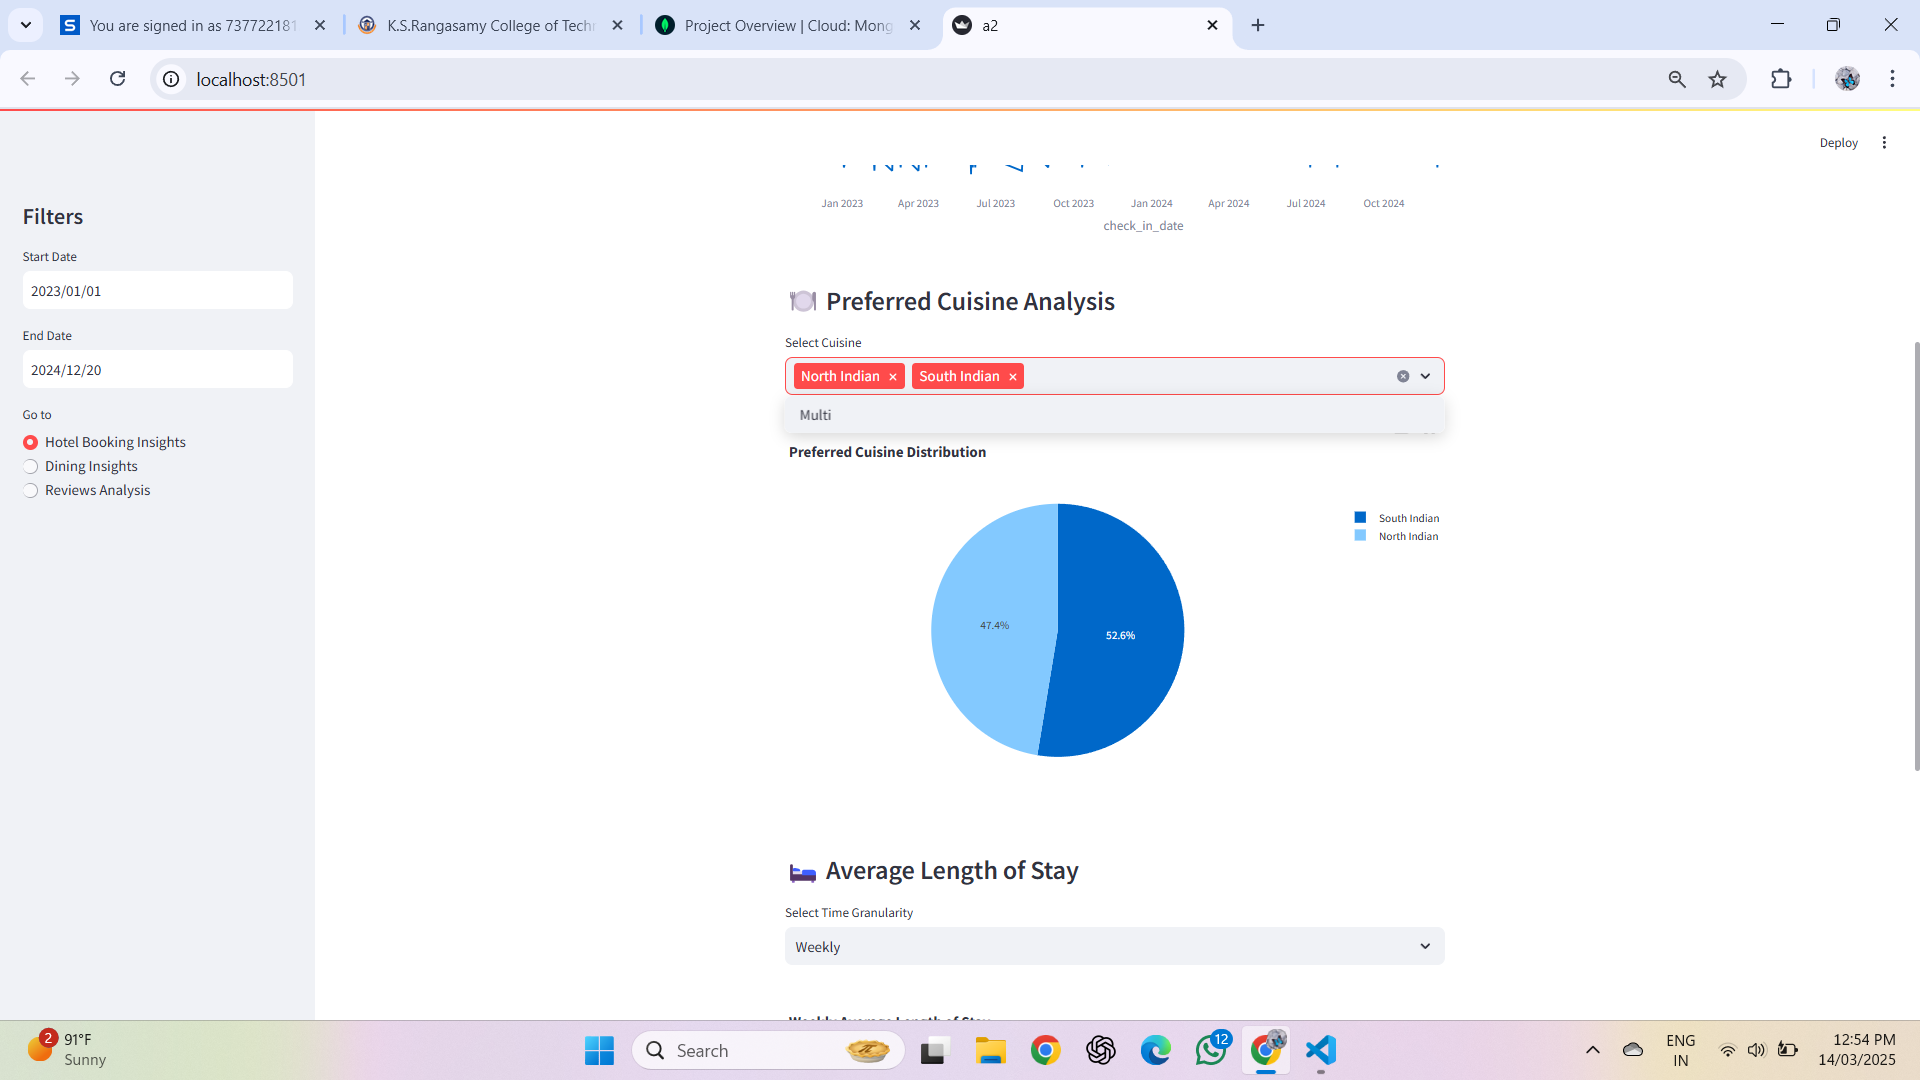 You are signed in as 737722181
K.S.Rangasamy College of Techn
Project Overview | Cloud: Mong
a2
localhost:8501
Deploy
Filters
Start Date
2023/01/01
End Date
2024/12/20
Go to
Hotel Booking Insights
Dining Insights
Reviews Analysis
Jan 2023 Apr 2023 Jul 2023 Oct 2023 Jan 2024 Apr 2024 Jul 2024 Oct 2024
check_in_date
Preferred Cuisine Analysis
Select Cuisine
North Indian South Indian
Multi
Preferred Cuisine Distribution
South Indian
North Indian
47.4%
52.6%
Average Length of Stay
Select Time Granularity
Weekly
Weekly Average Length of Stay
2
91°F
Sunny
Search
12
ENG
IN
12:54 PM
14/03/2025